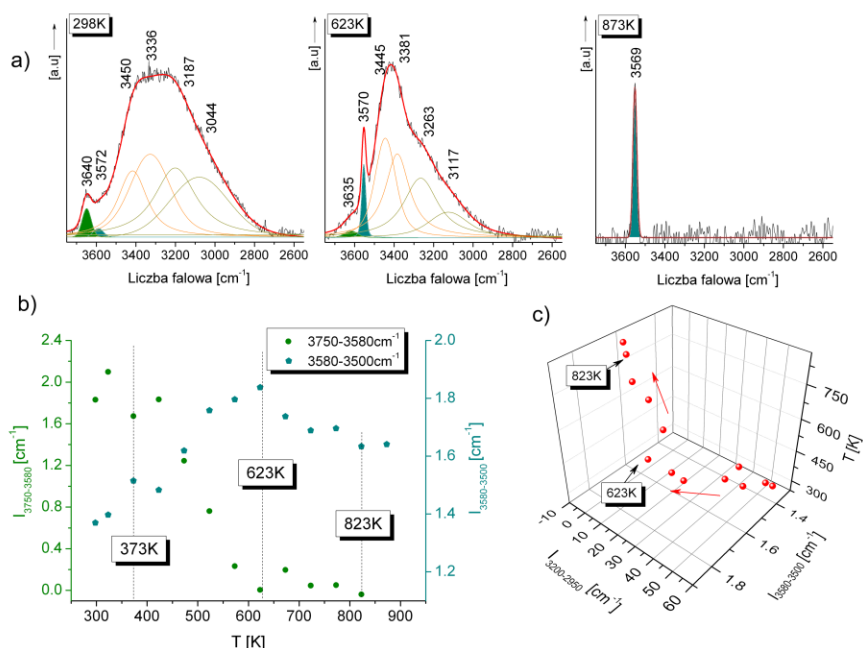 a)
298K
[a.u]
3640
3572
3450
3336
3187
3044
3600 3400 3200 3000 2800 2600
Liczba falowa [cm-1]
623K
[a.u]
3635
3570
3445
3381
3263
3117
3600 3400 3200 3000 2800 2600
Liczba falowa [cm-1]
873K
[a.u]
3569
3600 3400 3200 3000 2800 2600
Liczba falowa [cm-1]
b)
I3750-3580 [cm-1]
2.4
2.0
1.6
1.2
0.8
0.4
0.0
3750-3580cm-1
3580-3500cm-1
373K
623K
823K
2.0
1.8
1.6
1.4
1.2
I3580-3500 [cm-1]
300 400 500 600 700 800 900
T [K]
c)
823K
623K
750
600
450
300
T [K]
-10 0 10 20 30 40 50 60
I3200-2950 [cm-1]
1.4
1.6
1.8
I3580-3500 [cm-1]